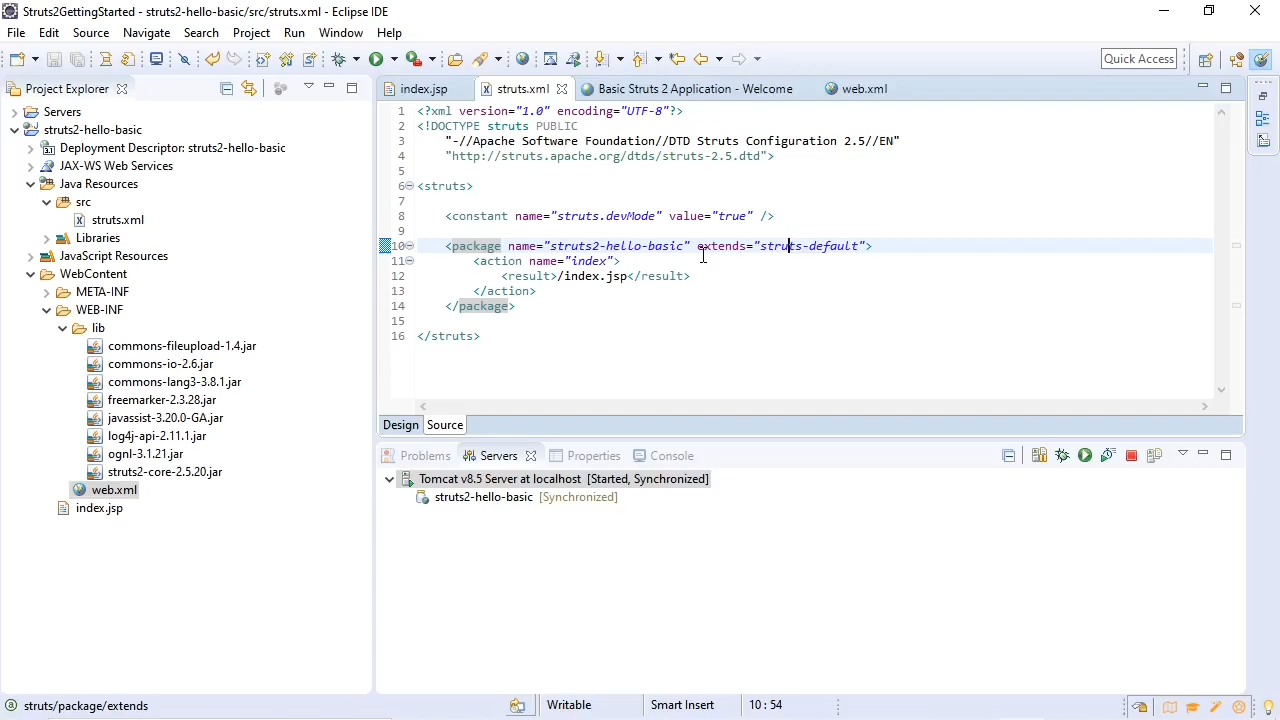 Struts2GettingStarted - struts2-hello-basic/src/struts.xml - Eclipse IDE
File Edit Source Navigate Search Project Run Window Help
Quick Access
Project Explorer
Servers
struts2-hello-basic
Deployment Descriptor: struts2-hello-basic
JAX-WS Web Services
Java Resources
src
struts.xml
Libraries
JavaScript Resources
WebContent
META-INF
WEB-INF
lib
commons-fileupload-1.4.jar
commons-io-2.6.jar
commons-lang3-3.8.1.jar
freemarker-2.3.28.jar
javassist-3.20.0-GA.jar
log4j-api-2.11.1.jar
ognl-3.1.21.jar
struts2-core-2.5.20.jar
web.xml
index.jsp
index.jsp struts.xml Basic Struts 2 Application - Welcome web.xml
1 <?xml version="1.0" encoding="UTF-8"?>
2 <!DOCTYPE struts PUBLIC
3 "-//Apache Software Foundation//DTD Struts Configuration 2.5//EN"
4 "http://struts.apache.org/dtds/struts-2.5.dtd">
5
6 <struts>
7
8 <constant name="struts.devMode" value="true" />
9
10 <package name="struts2-hello-basic" extends="struts-default">
11 <action name="index">
12 <result>/index.jsp</result>
13 </action>
14 </package>
15
16 </struts>
Design Source
Problems Servers Properties Console
Tomcat v8.5 Server at localhost [Started, Synchronized]
struts2-hello-basic [Synchronized]
struts/package/extends Writable Smart Insert 10 : 54